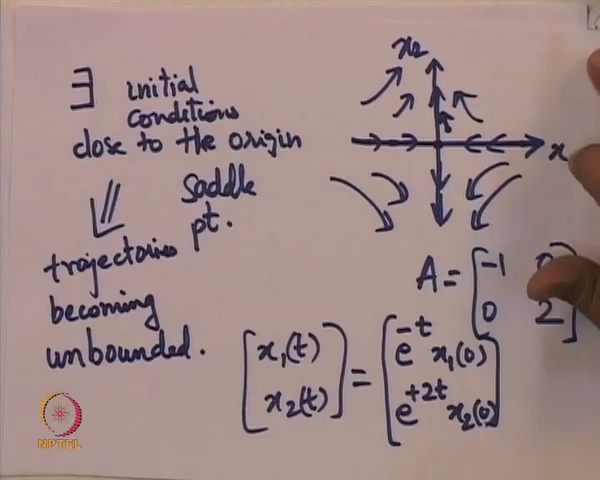 ∃ initial
conditions
close to the origin
⇓ Saddle
pt.
trajectories
becoming
unbounded.
x₂
x
A = [-1 0
0 2]
[x₁(t)
x₂(t)] = [e^{-t} x₁(0)
e^{+2t} x₂(0)]
NPTEL